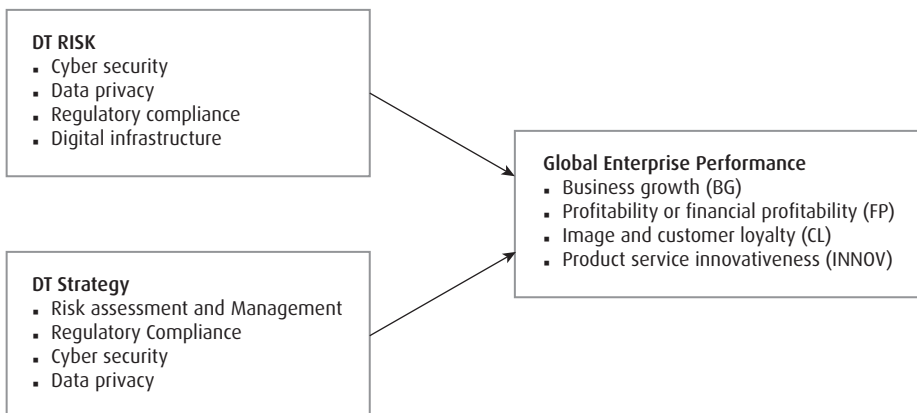 DT RISK
▪ Cyber security
▪ Data privacy
▪ Regulatory compliance
▪ Digital infrastructure
DT Strategy
▪ Risk assessment and Management
▪ Regulatory Compliance
▪ Cyber security
▪ Data privacy
Global Enterprise Performance
▪ Business growth (BG)
▪ Profitability or financial profitability (FP)
▪ Image and customer loyalty (CL)
▪ Product service innovativeness (INNOV)